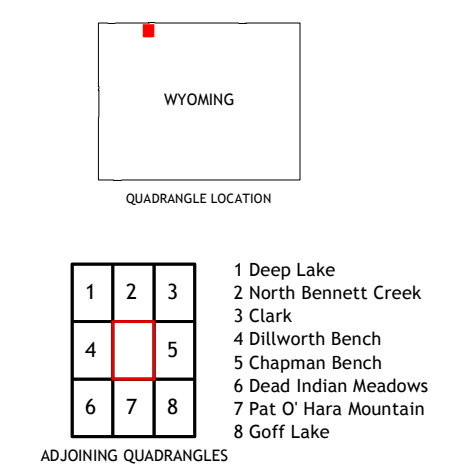 WYOMING
QUADRANGLE LOCATION
1 2 3
4 5
6 7 8
ADJOINING QUADRANGLES
1 Deep Lake
2 North Bennett Creek
3 Clark
4 Dillworth Bench
5 Chapman Bench
6 Dead Indian Meadows
7 Pat O' Hara Mountain
8 Goff Lake